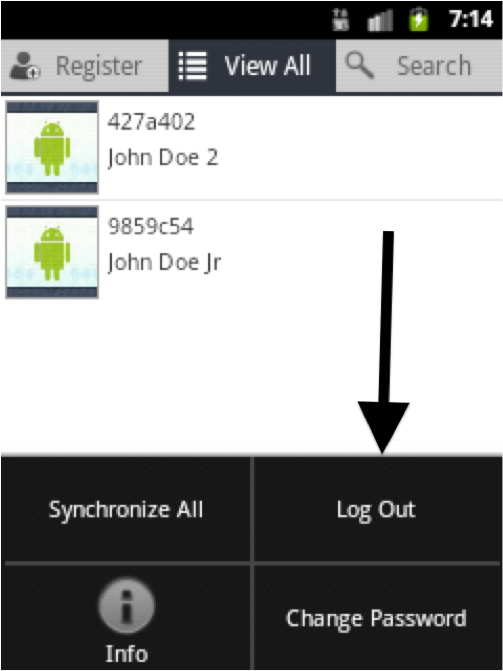 7:14
Register
View All
Search
427a402
John Doe 2
9859c54
John Doe Jr
Synchronize All
Log Out
Info
Change Password